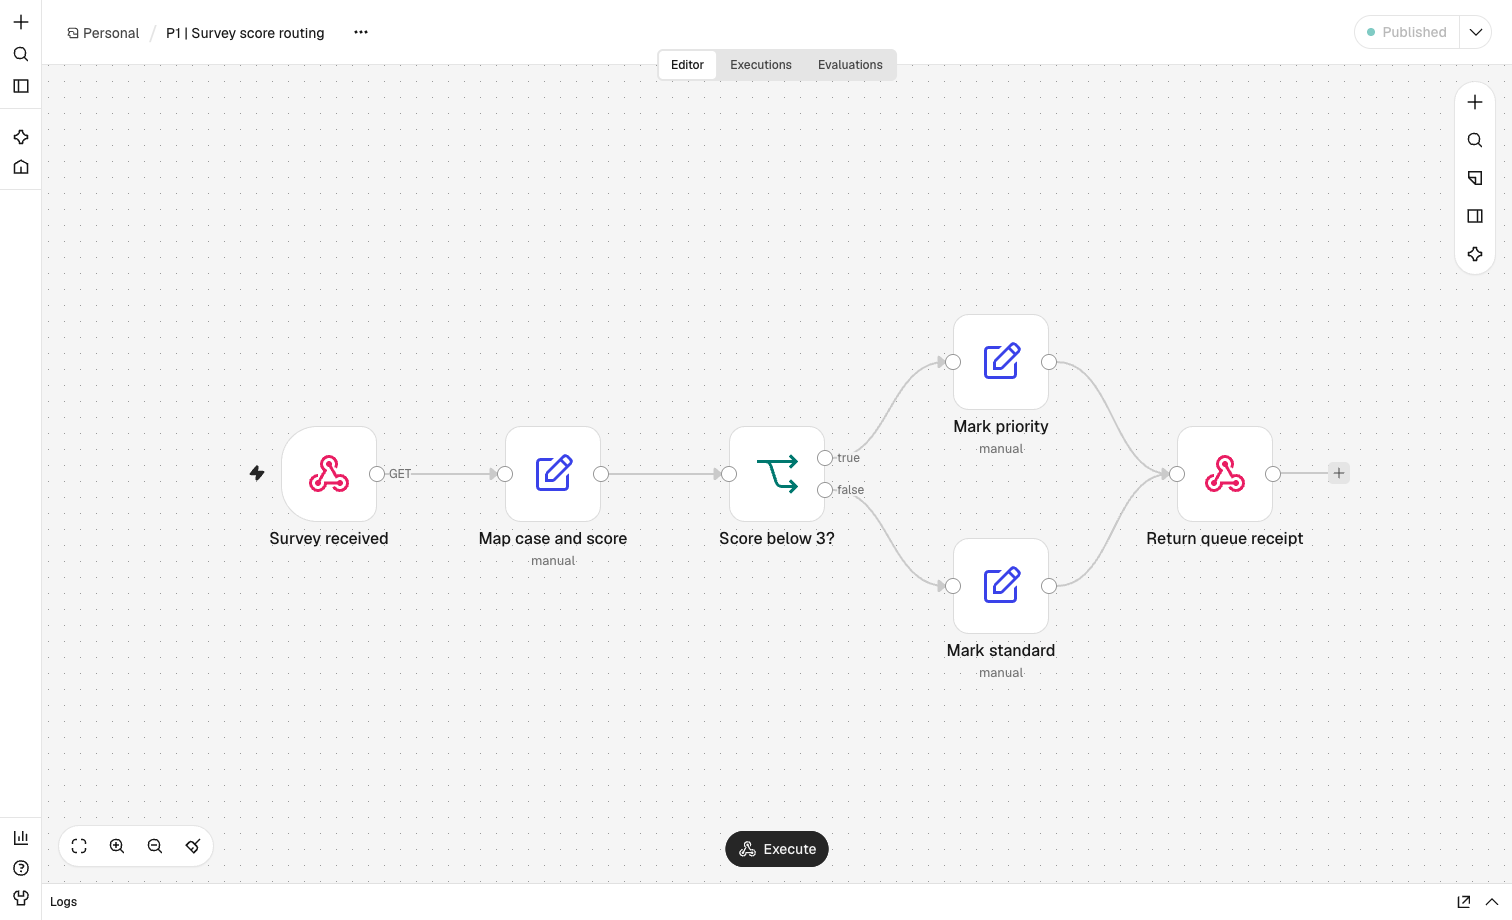 Personal / P1 | Survey score routing
Published
Editor Executions Evaluations
Mark priority
manual
GET
true
false
Survey received
Map case and score
manual
Score below 3?
Return queue receipt
Mark standard
manual
Execute
Logs